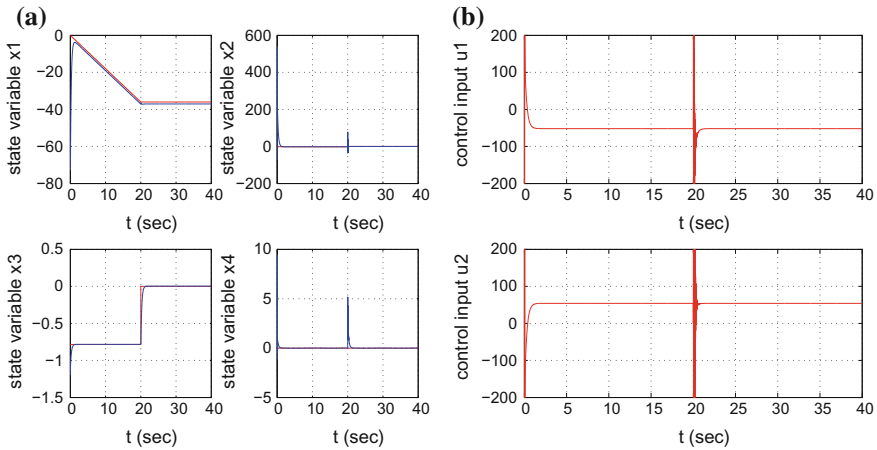 (a)
state variable x1
0
−20
−40
−60
−80
0 10 20 30 40
t (sec)
state variable x2
600
400
200
0
−200
0 10 20 30 40
t (sec)
state variable x3
0.5
0
−0.5
−1
−1.5
0 10 20 30 40
t (sec)
state variable x4
10
5
0
−5
0 10 20 30 40
t (sec)
(b)
control input u1
200
100
0
−100
−200
0 5 10 15 20 25 30 35 40
t (sec)
control input u2
200
100
0
−100
−200
0 5 10 15 20 25 30 35 40
t (sec)